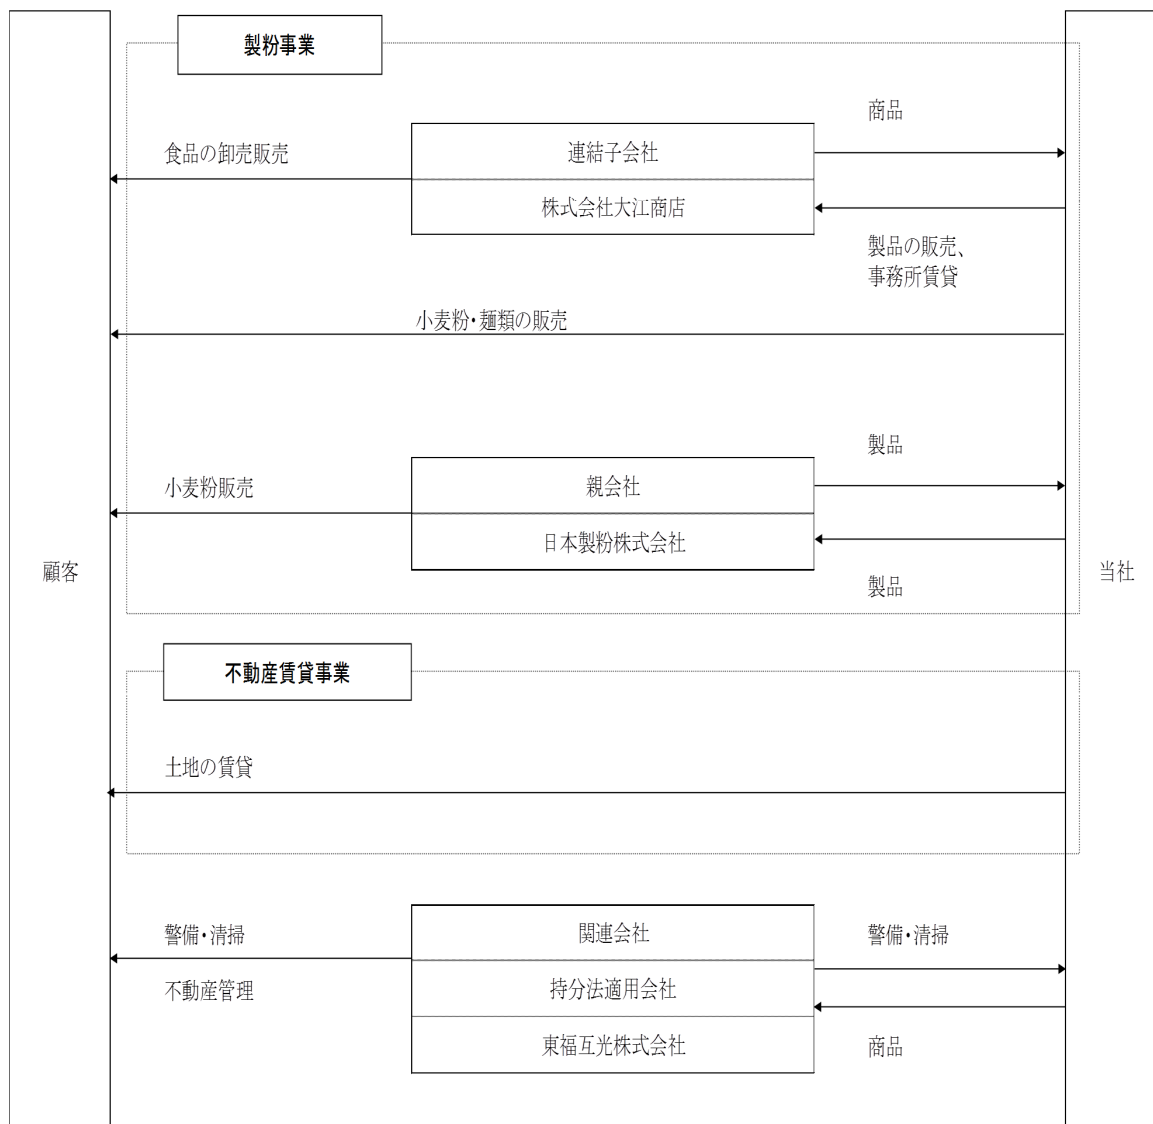 製粉事業
商品
食品の卸売販売
連結子会社
株式会社大江商店
製品の販売、
事務所賃貸
小麦粉・麺類の販売
製品
小麦粉販売
親会社
日本製粉株式会社
顧客
当社
製品
不動産賃貸事業
土地の賃貸
警備・清掃
関連会社
警備・清掃
不動産管理
持分法適用会社
東福互光株式会社
商品